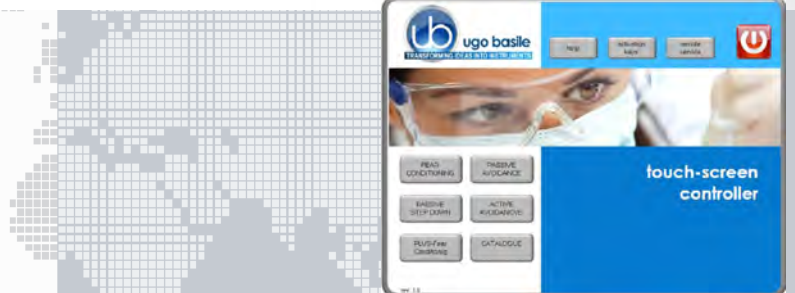 ub ugo basile
TRANSFORMING IDEAS INTO INSTRUMENTS
help
activation
keys
remote
service
FEAR
CONDITIONING
PASSIVE
AVOIDANCE
PASSIVE
STEP DOWN
ACTIVE
AVOIDANCE
PLUS-Fear
Conditioning
CATALOGUE
touch-screen
controller